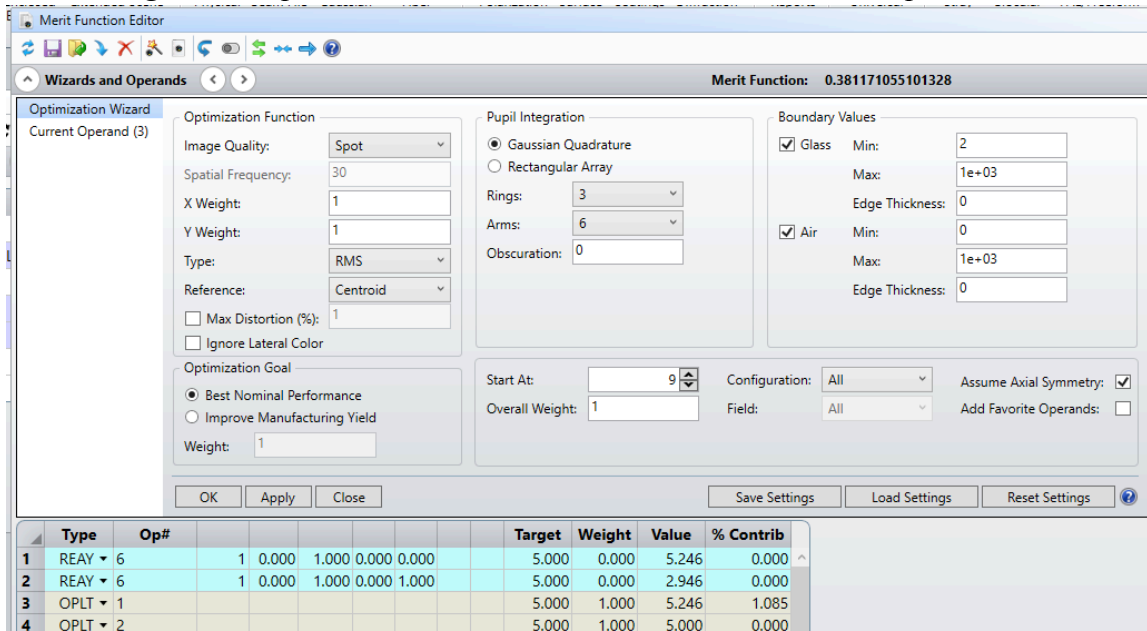 Merit Function Editor
Wizards and Operands Merit Function: 0.381171055101328
Optimization Wizard
Current Operand (3)
Optimization Function
Image Quality: Spot
Spatial Frequency: 30
X Weight: 1
Y Weight: 1
Type: RMS
Reference: Centroid
Max Distortion (%): 1
Ignore Lateral Color
Pupil Integration
Gaussian Quadrature
Rectangular Array
Rings: 3
Arms: 6
Obscuration: 0
Boundary Values
Glass Min: 2
Max: 1e+03
Edge Thickness: 0
Air Min: 0
Max: 1e+03
Edge Thickness: 0
Optimization Goal
Best Nominal Performance
Improve Manufacturing Yield
Weight: 1
Start At: 9 Configuration: All Assume Axial Symmetry:
Overall Weight: 1 Field: All Add Favorite Operands:
OK Apply Close Save Settings Load Settings Reset Settings
Type Op# Target Weight Value % Contrib
1 REAY 6 1 0.000 1.000 0.000 0.000 5.000 0.000 5.246 0.000
2 REAY 6 1 0.000 1.000 0.000 1.000 5.000 0.000 2.946 0.000
3 OPLT 1 5.000 1.000 5.246 1.085
4 OPLT 2 5.000 1.000 5.000 0.000